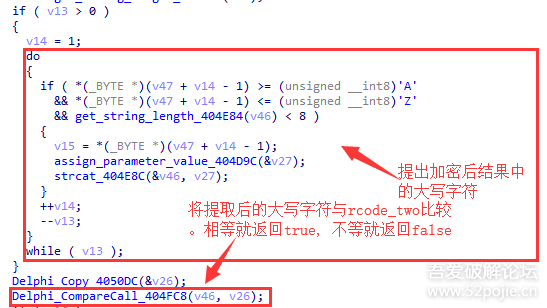 if ( v13 > 0 )
{
v14 = 1;
do
{
if ( *(_BYTE *)(v47 + v14 - 1) >= (unsigned __int8)'A'
&& *(_BYTE *)(v47 + v14 - 1) <= (unsigned __int8)'Z'
&& get_string_length_404E84(v46) < 8 )
{
v15 = *(_BYTE *)(v47 + v14 - 1);
assign_parameter_value_404D9C(&v27);
strcat_404E8C(&v46, v27);
}
++v14;
--v13;
}
while ( v13 );
}
提出加密后结果中
的大写字符
将提取后的大写字符与rcode_two比较
。相等就返回true, 不等就返回false
Delphi_Copy_4050DC(&v26);
Delphi_CompareCall_404FC8(v46, v26);
吾爱破解论坛
www.52pojie.cn